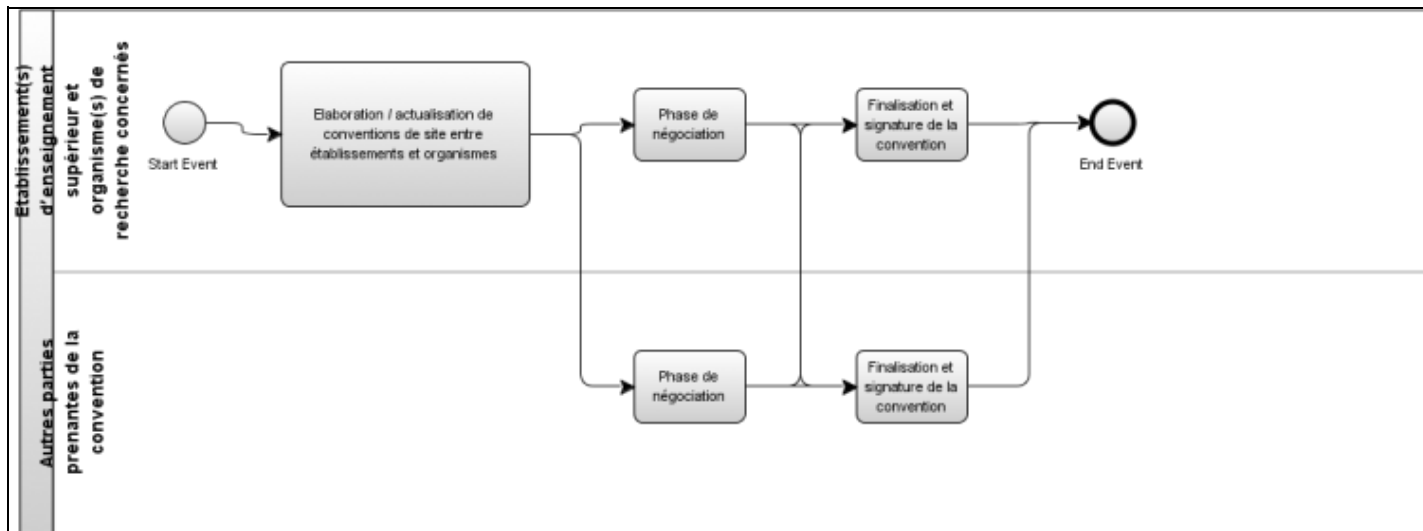 Etablissement(s)
d'enseignement
supérieur et
organisme(s) de
recherche concernés
Start Event
Elaboration / actualisation de
conventions de site entre
établissements et organismes
Phase de
négociation
Finalisation et
signature de la
convention
End Event
Autres parties
prenantes de la
convention
Phase de
négociation
Finalisation et
signature de la
convention